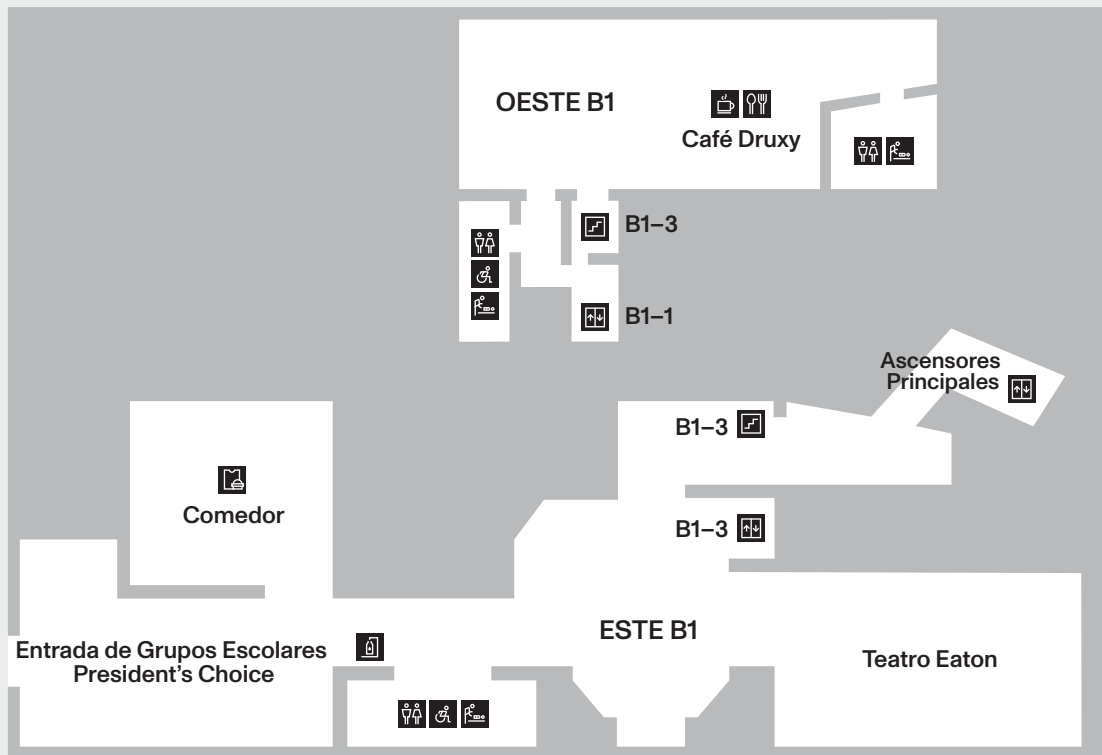 OESTE B1
Café Druxy
B1–3
B1–1
Ascensores
Principales
B1–3
Comedor
B1–3
ESTE B1
Entrada de Grupos Escolares
President’s Choice
Teatro Eaton